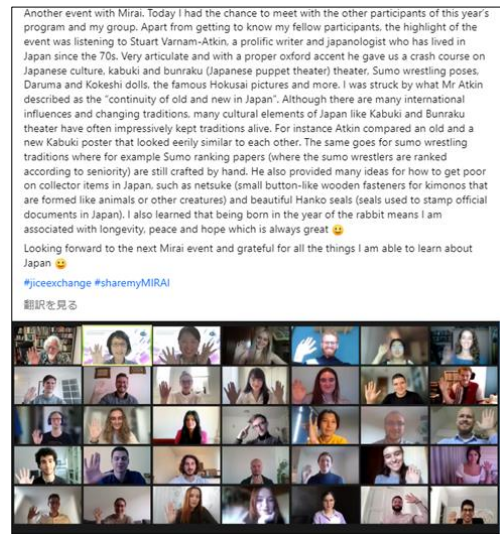 Another event with Mirai. Today I had the chance to meet with the other participants of this year's
program and my group. Apart from getting to know my fellow participants, the highlight of the
event was listening to Stuart Varnam-Atkin, a prolific writer and japanologist who has lived in
Japan since the 70s. Very articulate and with a proper oxford accent he gave us a crash course on
Japanese culture, kabuki and bunraku (Japanese puppet theater) theater, Sumo wrestling poses,
Daruma and Kokeshi dolls, the famous Hokusai pictures and more. I was struck by what Mr Atkin
described as the "continuity of old and new in Japan". Although there are many international
influences and changing traditions, many cultural elements of Japan like Kabuki and Bunraku
theater have often impressively kept traditions alive. For instance Atkin compared an old and a
new Kabuki poster that looked eerily similar to each other. The same goes for sumo wrestling
traditions where for example Sumo ranking papers (where the sumo wrestlers are ranked
according to seniority) are still crafted by hand. He also provided many ideas for how to get poor
on collector items in Japan, such as netsuke (small button-like wooden fasteners for kimonos that
are formed like animals or other creatures) and beautiful Hanko seals (seals used to stamp official
documents in Japan). I also learned that being born in the year of the rabbit means I am
associated with longevity, peace and hope which is always great 😀
Looking forward to the next Mirai event and grateful for all the things I am able to learn about
Japan 😀
#jiceexchange #sharemyMIRAI
翻訳を見る